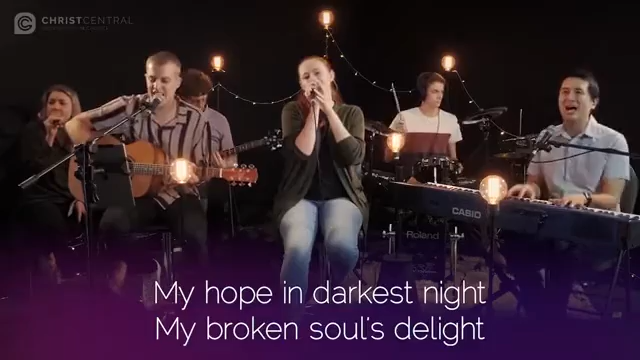 CHRISTCENTRAL
My hope in darkest night
My broken soul's delight
CASIO
Roland